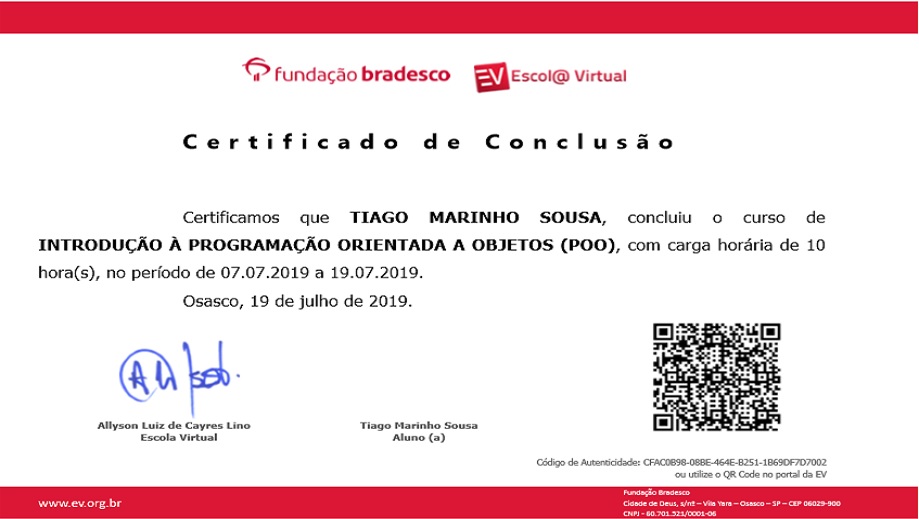 fundação bradesco EV Escol@ Virtual
Certificado de Conclusão
Certificamos que TIAGO MARINHO SOUSA, concluiu o curso de
INTRODUÇÃO À PROGRAMAÇÃO ORIENTADA A OBJETOS (POO), com carga horária de 10
hora(s), no período de 07.07.2019 a 19.07.2019.
Osasco, 19 de julho de 2019.
Allyson Luiz de Cayres Lino
Escola Virtual
Tiago Marinho Sousa
Aluno (a)
Código de Autenticidade: CFAC0B98-08BE-464E-B251-1B69DF7D7002
ou utilize o QR Code no portal da EV
www.ev.org.br
Fundação Bradesco
Cidade de Deus, s/nº – Vila Yara – Osasco – SP – CEP 06029-900
CNPJ - 60.701.521/0001-06